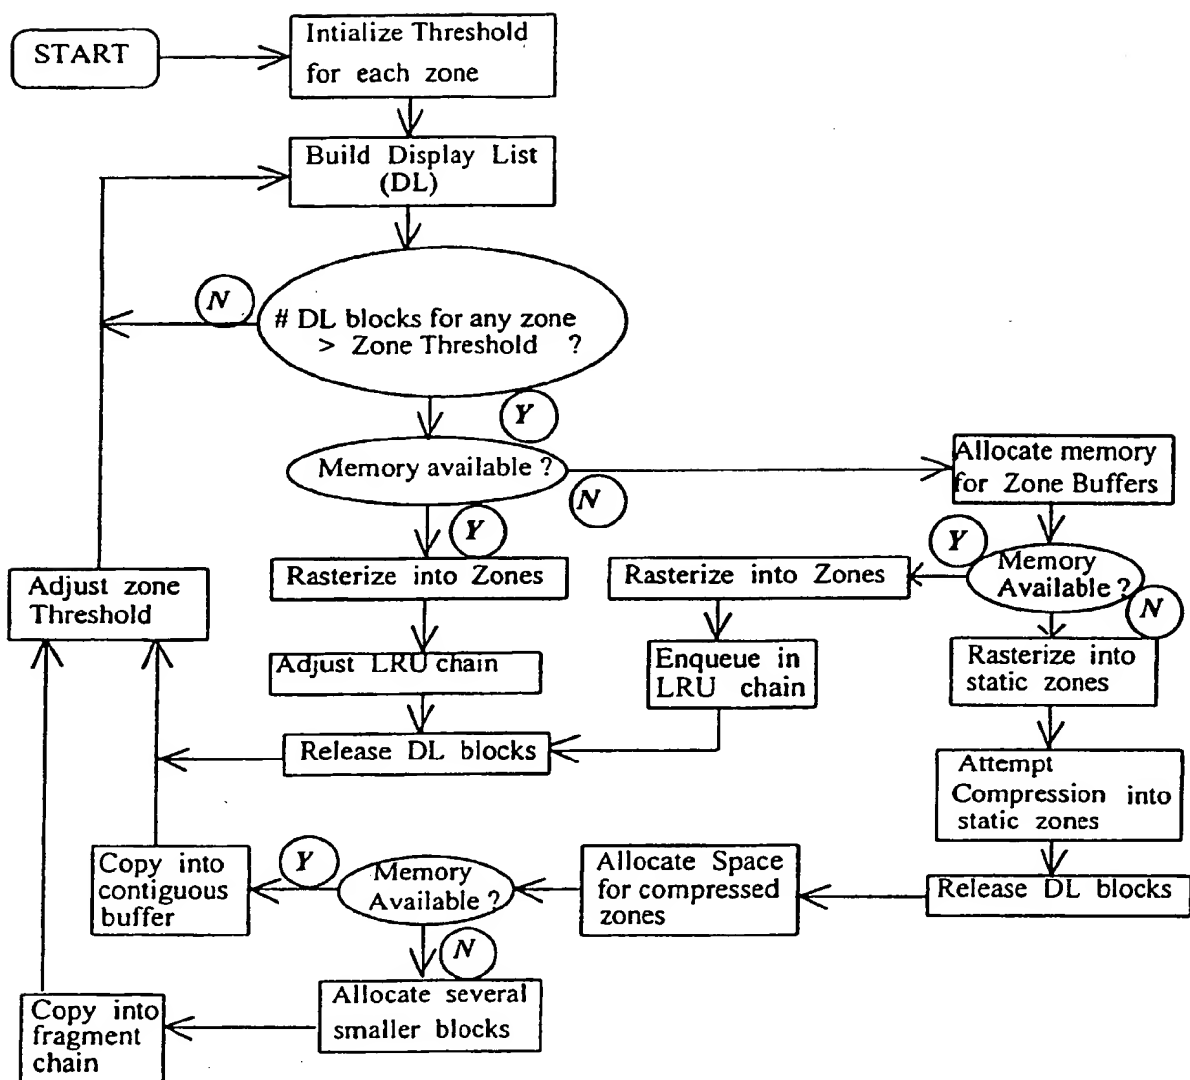 START
Intialize Threshold
for each zone
Build Display List
(DL)
N
# DL blocks for any zone
> Zone Threshold ?
Y
Memory available ?
N
Allocate memory
for Zone Buffers
Y
Y
Memory
Available ?
N
Adjust zone
Threshold
Rasterize into Zones
Rasterize into Zones
Adjust LRU chain
Enqueue in
LRU chain
Rasterize into
static zones
Release DL blocks
Attempt
Compression into
static zones
Copy into
contiguous
buffer
Y
Memory
Available ?
Allocate Space
for compressed
zones
Release DL blocks
N
Copy into
fragment
chain
Allocate several
smaller blocks